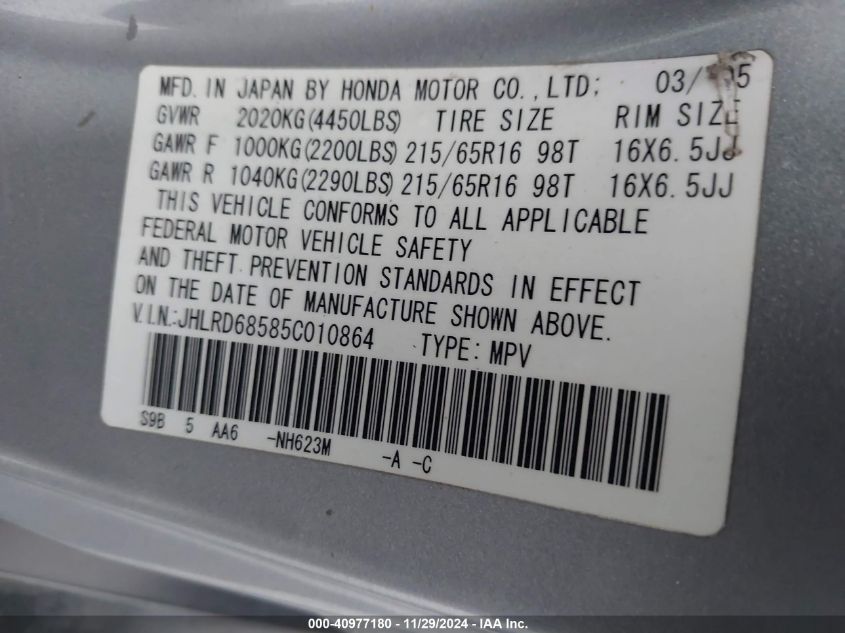 MFD. IN JAPAN BY HONDA MOTOR CO., LTD; 03/ 05
GVWR 2020KG(4450LBS) TIRE SIZE RIM SIZE
GAWR F 1000KG(2200LBS) 215/65R16 98T 16X6.5JJ
GAWR R 1040KG(2290LBS) 215/65R16 98T 16X6.5JJ
THIS VEHICLE CONFORMS TO ALL APPLICABLE
FEDERAL MOTOR VEHICLE SAFETY
AND THEFT PREVENTION STANDARDS IN EFFECT
ON THE DATE OF MANUFACTURE SHOWN ABOVE.
V.I.N.:JHLRD68585C010864 TYPE: MPV
S9B 5 AA6 -NH623M -A -C
000-40977180 - 11/29/2024 - IAA Inc.